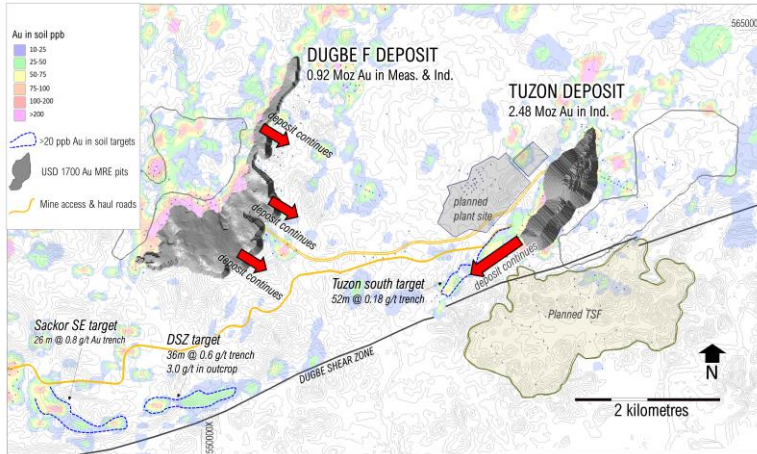 Au in soil ppb
10-25
25-50
50-75
75-100
100-200
>200
>20 ppb Au in soil targets
USD 1700 Au MRE pits
Mine access & haul roads
DUGBE F DEPOSIT
0.92 Moz Au in Meas. & Ind.
TUZON DEPOSIT
2.48 Moz Au in Ind.
565000
deposit continues
deposit continues
deposit continues
planned
plant site
deposit continues
Tuzon south target
52m @ 0.18 g/t trench
Planned TSF
Sackor SE target
26 m @ 0.8 g/t Au trench
DSZ target
36m @ 0.6 g/t trench
3.0 g/t in outcrop
DUGBE SHEAR ZONE
550000X
N
2 kilometres